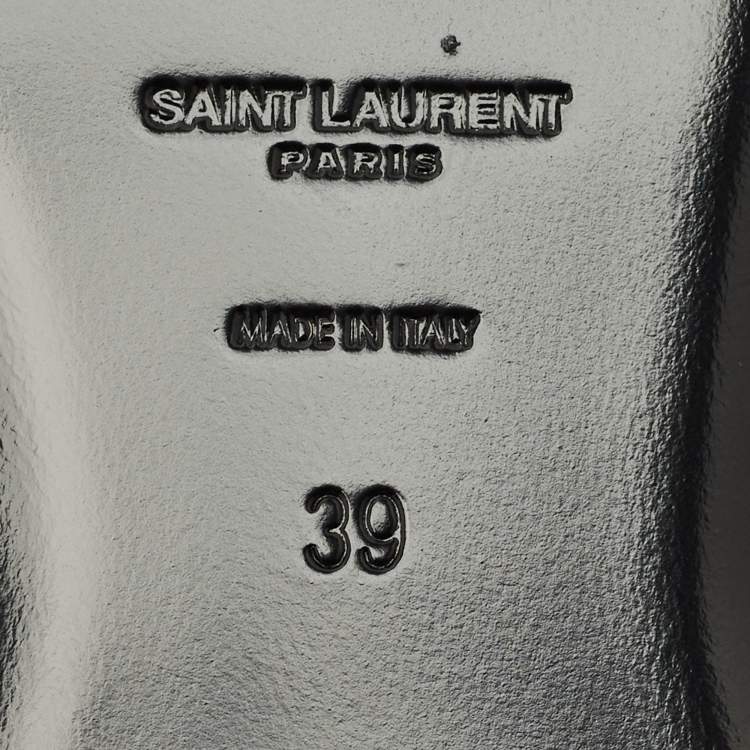 SAINT LAURENT
PARIS
MADE IN ITALY
39